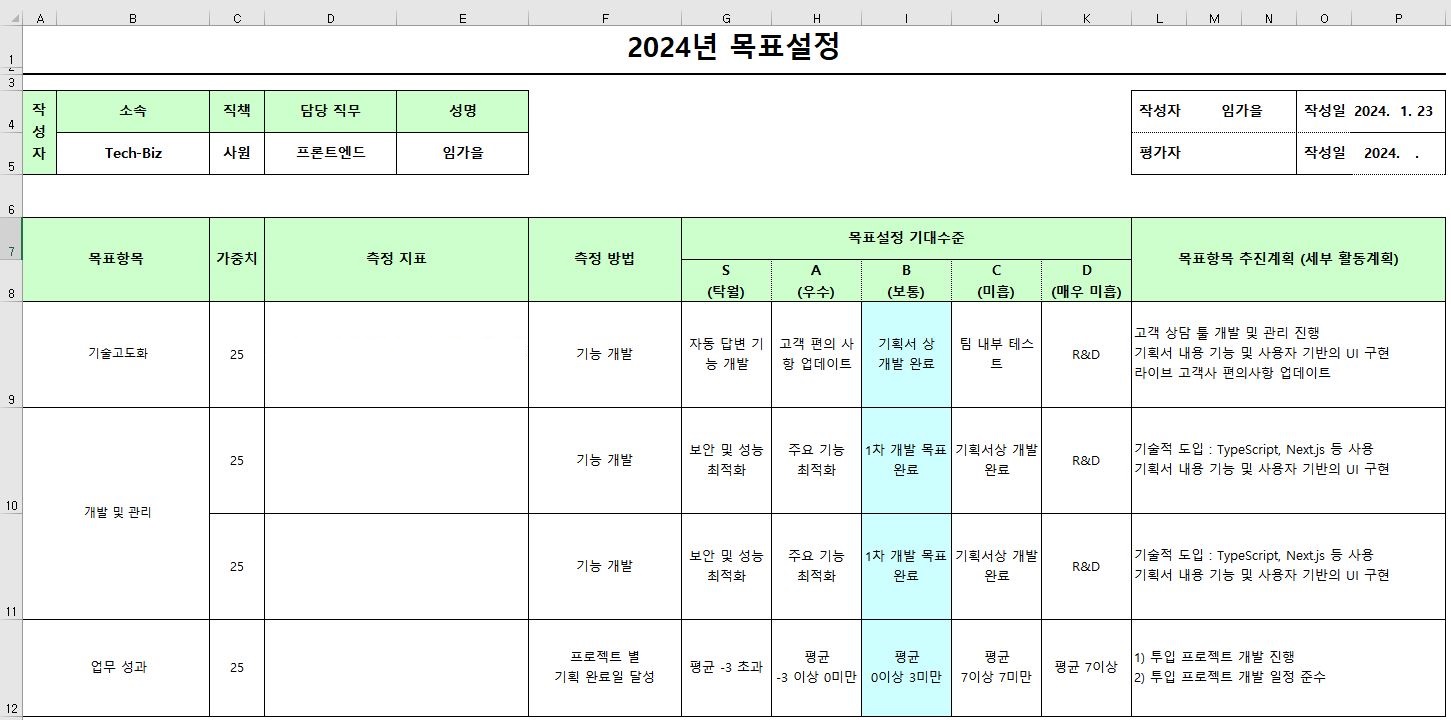 A B C D E F G H I J K L M N O P
1 2024년 목표설정
2
3
4 작성자 소속 직책 담당 직무 성명 작성자 임가을 작성일 2024. 1. 23
5 Tech-Biz 사원 프론트엔드 임가을 평가자 작성일 2024. .
6
7 목표항목 가중치 측정 지표 측정 방법 목표설정 기대수준 목표항목 추진계획 (세부 활동계획)
8 S A B C D
(탁월) (우수) (보통) (미흡) (매우 미흡)
기술고도화 25 기능 개발
자동 답변 기
능 개발
고객 편의 사
항 업데이트
기획서 상
개발 완료
팀 내부 테스
트
R&D
고객 상담 툴 개발 및 관리 진행
기획서 내용 기능 및 사용자 기반의 UI 구현
라이브 고객사 편의사항 업데이트
9
개발 및 관리
25 기능 개발
보안 및 성능
최적화
주요 기능
최적화
1차 개발 목표
완료
기획서상 개발
완료
R&D
기술적 도입 : TypeScript, Next.js 등 사용
기획서 내용 기능 및 사용자 기반의 UI 구현
10
25 기능 개발
보안 및 성능
최적화
주요 기능
최적화
1차 개발 목표
완료
기획서상 개발
완료
R&D
기술적 도입 : TypeScript, Next.js 등 사용
기획서 내용 기능 및 사용자 기반의 UI 구현
11
업무 성과 25
프로젝트 별
기획 완료일 달성
평균 -3 초과
평균
-3 이상 0미만
평균
0이상 3미만
평균
7이상 7미만
평균 7이상
1) 투입 프로젝트 개발 진행
2) 투입 프로젝트 개발 일정 준수
12